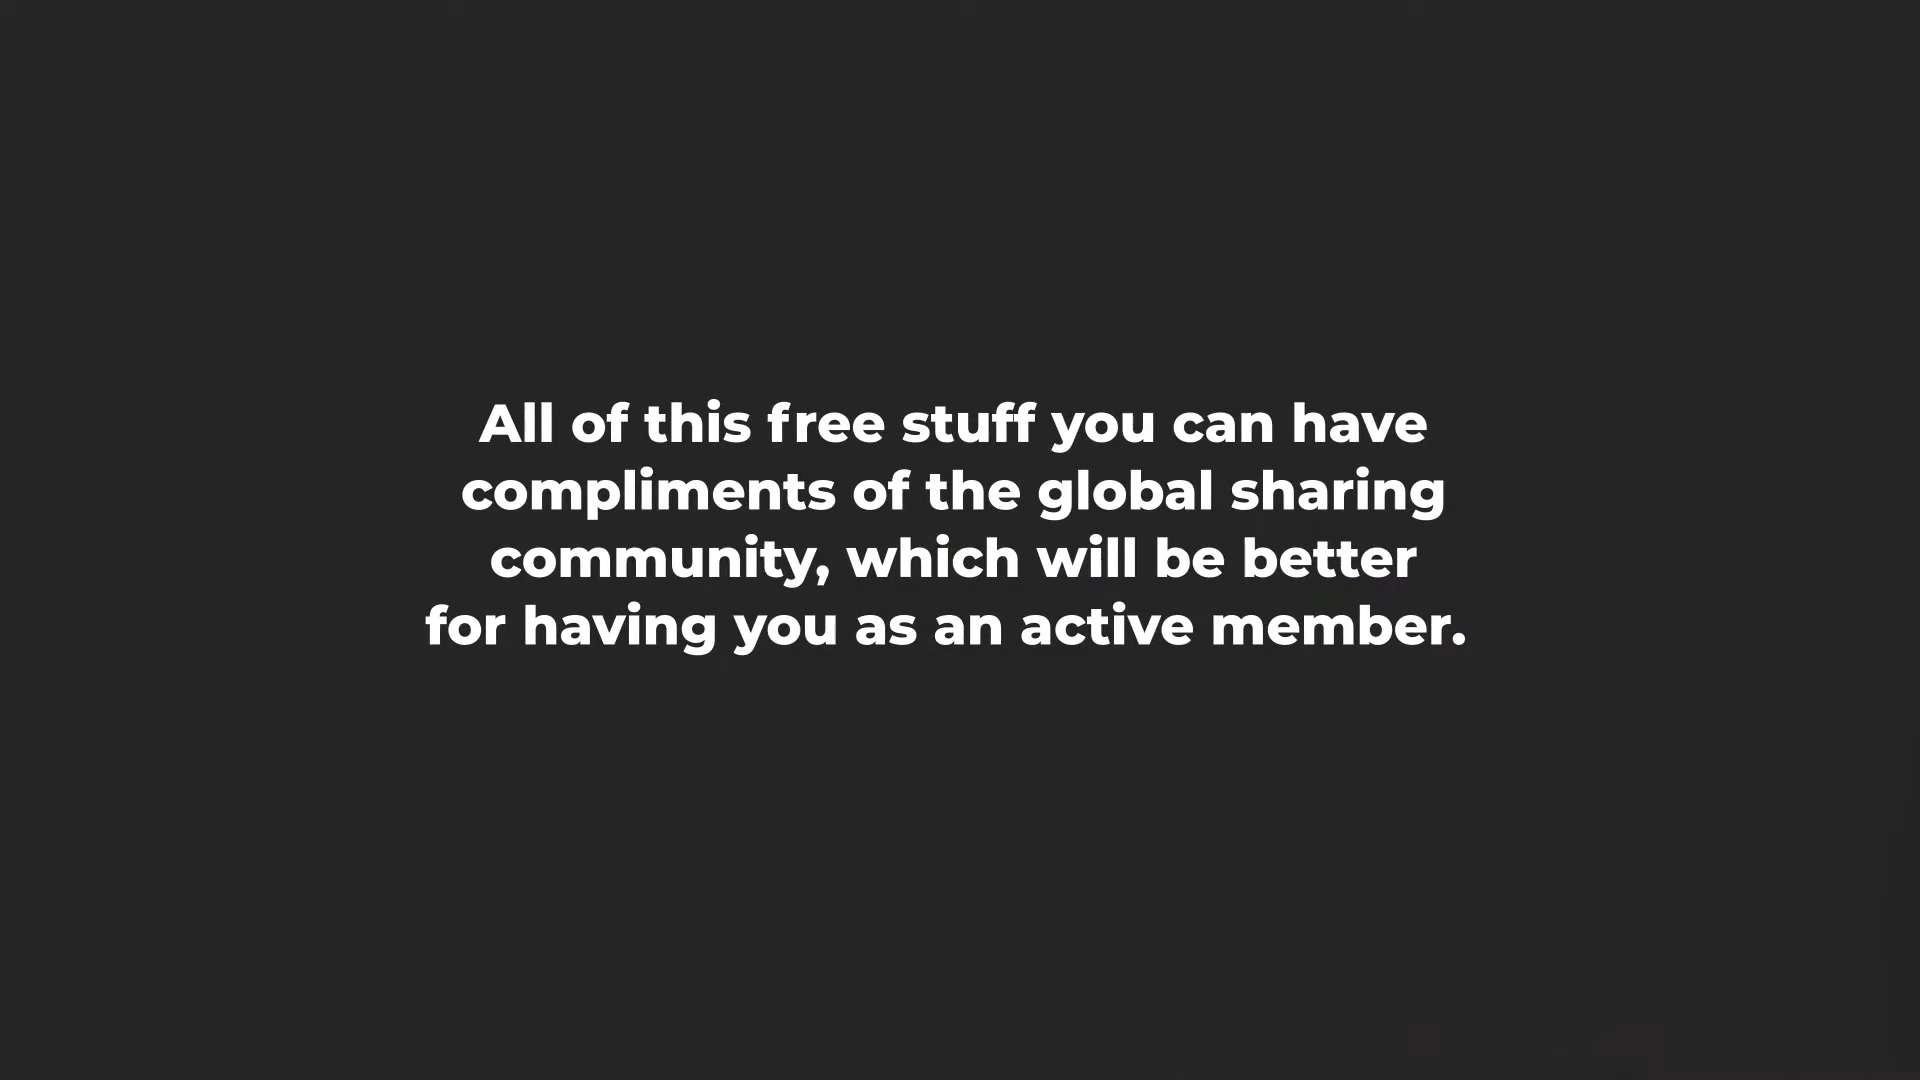 All of this free stuff you can have
compliments of the global sharing
community, which will be better
for having you as an active member.